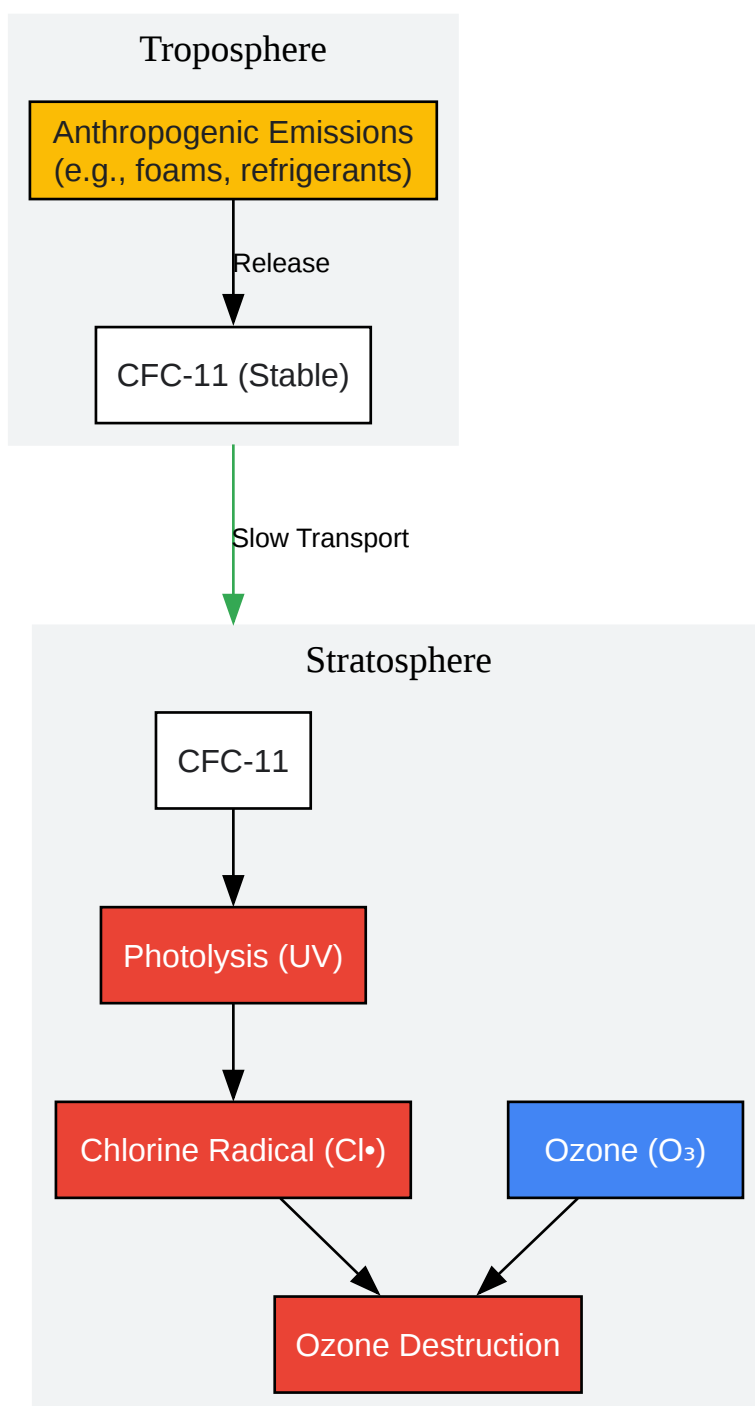 Troposphere
Anthropogenic Emissions
(e.g., foams, refrigerants)
Release
CFC-11 (Stable)
Slow Transport
Stratosphere
CFC-11
Photolysis (UV)
Chlorine Radical (Cl•)
Ozone (O₃)
Ozone Destruction